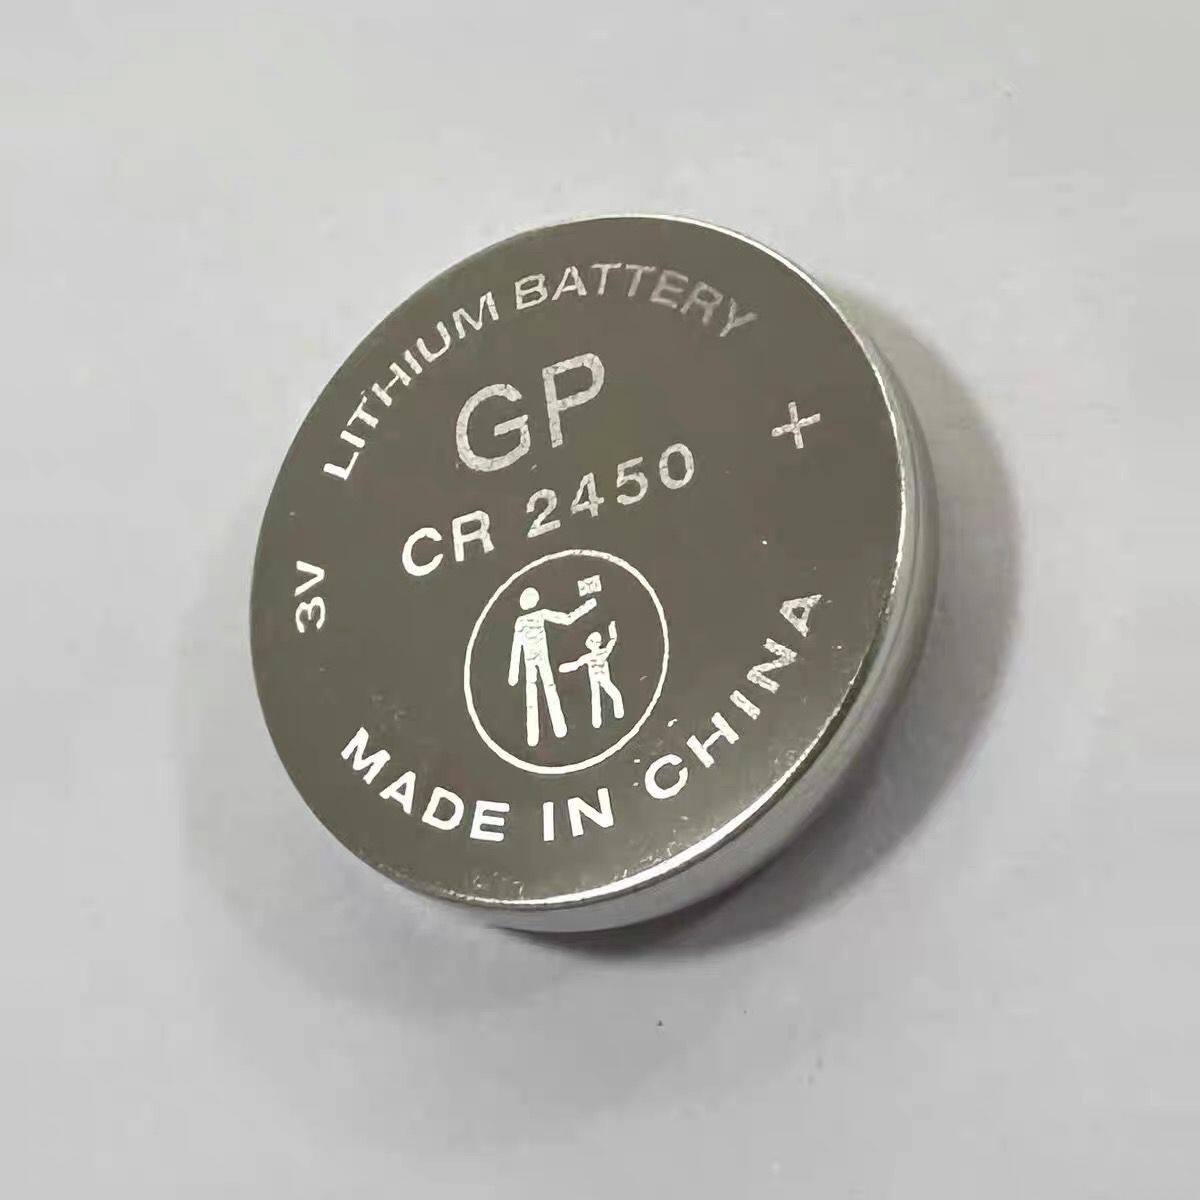 LITHIUM BATTERY
GP
+
CR 2450
3V
MADE IN CHINA